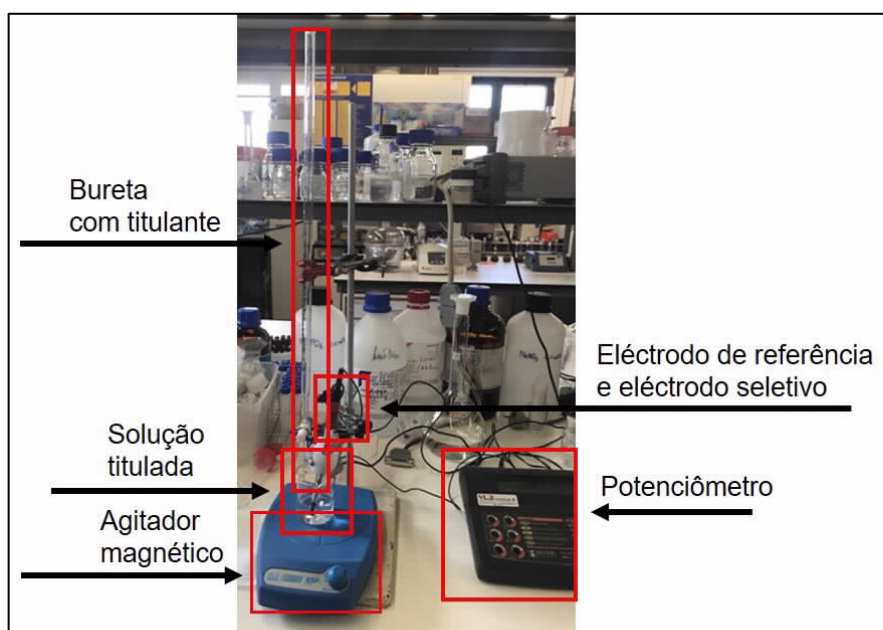 Bureta
com titulante
Eléctrodo de referência
e eléctrodo seletivo
Solução
titulada
Agitador
magnético
Potenciômetro